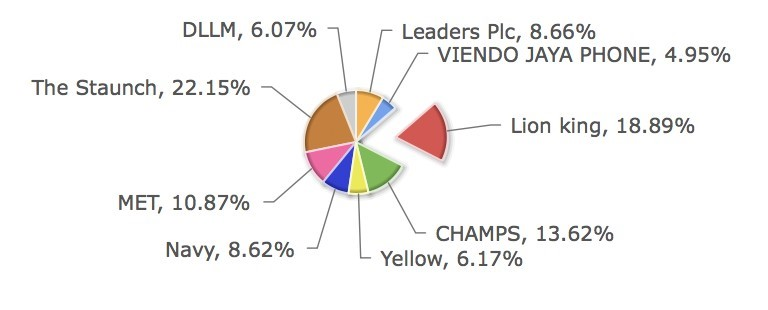 DLLM, 6.07%
Leaders Plc, 8.66%
VIENDO JAYA PHONE, 4.95%
The Staunch, 22.15%
Lion king, 18.89%
MET, 10.87%
CHAMPS, 13.62%
Navy, 8.62%
Yellow, 6.17%